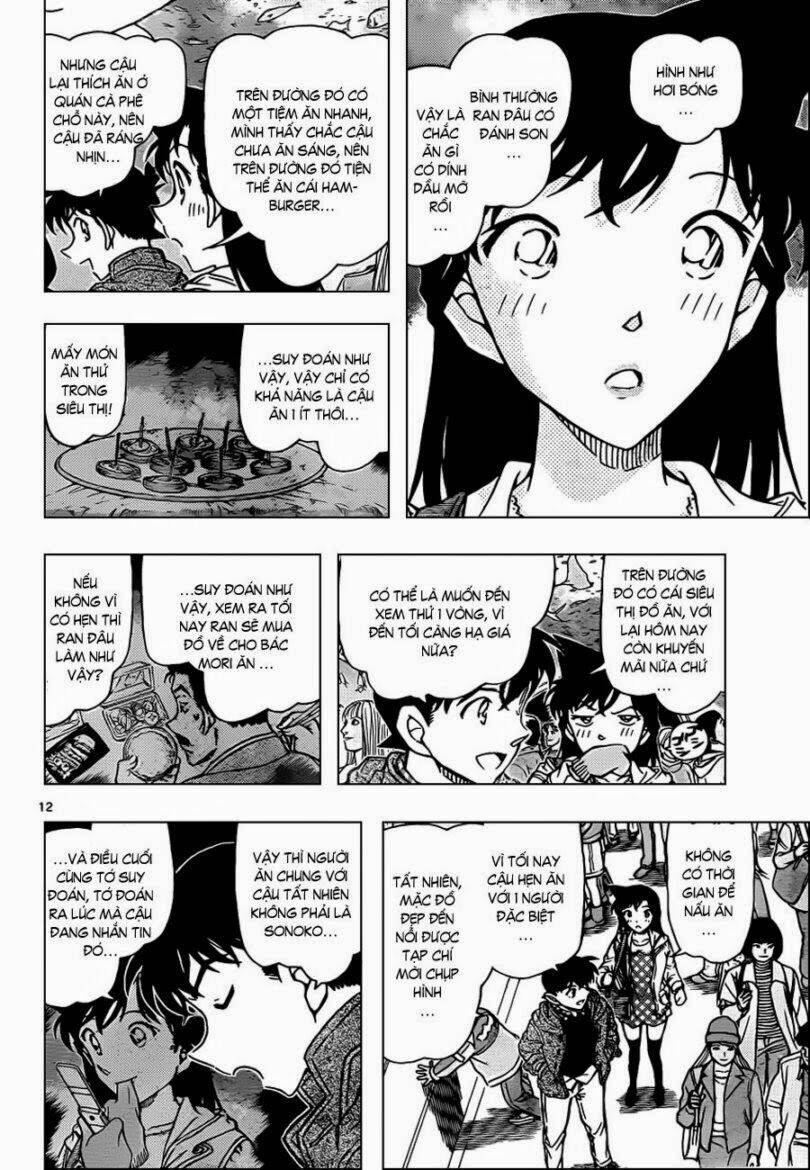 HÌNH NHƯ
HƠI BÓNG...
BÌNH THƯỜNG
RAN ĐÂU CÓ
ĐÁNH SON
...
VẬY LÀ
CHẮC
ĂN GÌ
CÓ DÍNH
DẦU MỠ
RỒI
...
TRÊN ĐƯỜNG ĐÓ CÓ
MỘT TIỆM ĂN NHANH,
MÌNH THẤY CHẮC CẬU
CHƯA ĂN SÁNG, NÊN
TRÊN ĐƯỜNG ĐÓ TIỆN
THỂ ĂN CÁI HAM-
BURGER...
NHƯNG CẬU
LẠI THÍCH ĂN Ở
QUÁN CÀ PHÊ
CHỖ NÀY, NÊN
CẬU ĐÃ RÁNG
NHỊN...
...SUY ĐOÁN NHƯ
VẬY, VẬY CHỈ CÓ
KHẢ NĂNG LÀ CẬU
ĂN 1 ÍT THÔI...
MẤY MÓN
ĂN THỬ
TRONG
SIÊU THỊ!
TRÊN ĐƯỜNG
ĐÓ CÓ CÁI SIÊU
THỊ ĐỒ ĂN, VỚI
LẠI HÔM NAY
CÒN KHUYẾN
MÃI NỮA CHỨ
...
CÓ THỂ LÀ MUỐN ĐẾN
XEM THỬ 1 VÒNG, VÌ
ĐẾN TỐI CÀNG HẠ GIÁ
NỮA?
...SUY ĐOÁN NHƯ
VẬY, XEM RA TỐI
NAY RAN SẼ MUA
ĐỒ VỀ CHO BÁC
MORI ĂN ...
NẾU
KHÔNG VÌ
CÓ HẸN THÌ
RAN ĐÂU
LÀM NHƯ
VẬY?
12
KHÔNG
CÓ THỜI
GIAN ĐỂ
NẤU ĂN
...
VÌ TỐI NAY
CẬU HẸN ĂN
VỚI 1 NGƯỜI
ĐẶC BIỆT
...
TẤT NHIÊN,
MẶC ĐỒ
ĐẸP ĐẾN
NỖI ĐƯỢC
TẠP CHÍ
MỜI CHỤP
HÌNH
...
VẬY THÌ NGƯỜI
ĂN CHUNG VỚI
CẬU TẤT NHIÊN
KHÔNG PHẢI LÀ
SONOKO...
...VÀ ĐIỀU CUỐI
CÙNG TỚ SUY
ĐOÁN, TỚ ĐOÁN
RA LÚC MÀ CẬU
ĐANG NHẮN TIN
ĐÓ...